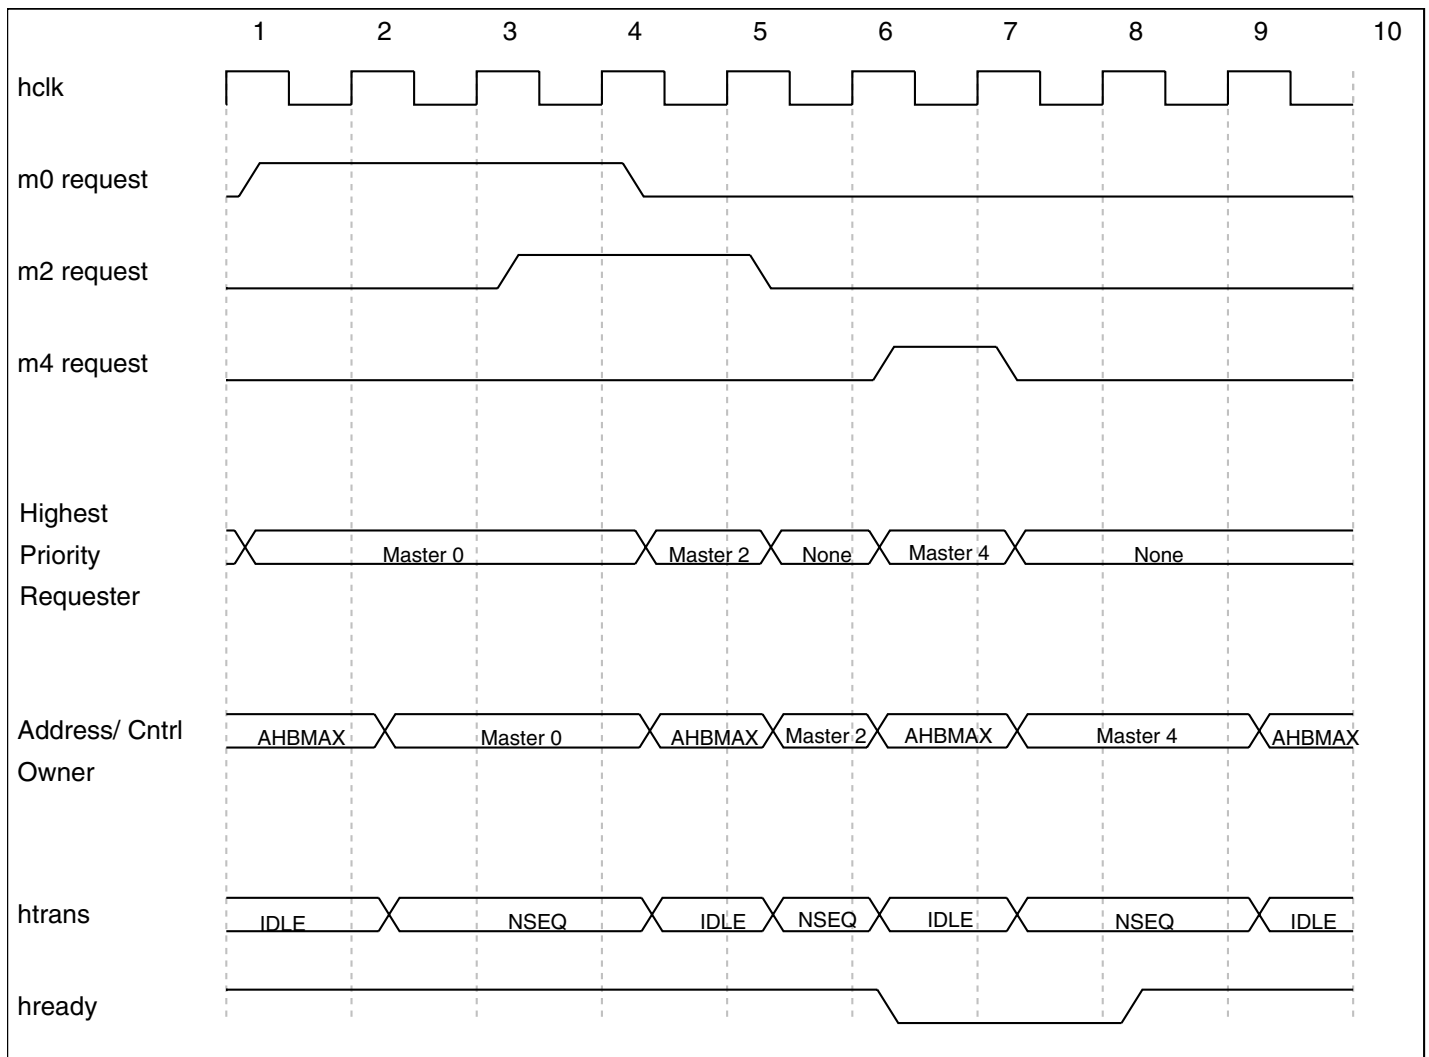 1 2 3 4 5 6 7 8 9 10
hclk
m0 request
m2 request
m4 request
Highest
Priority
Requester
Master 0 Master 2 None Master 4 None
Address/ Cntrl
Owner
AHBMAX Master 0 AHBMAX Master 2 AHBMAX Master 4 AHBMAX
htrans
IDLE NSEQ IDLE NSEQ IDLE NSEQ IDLE
hready